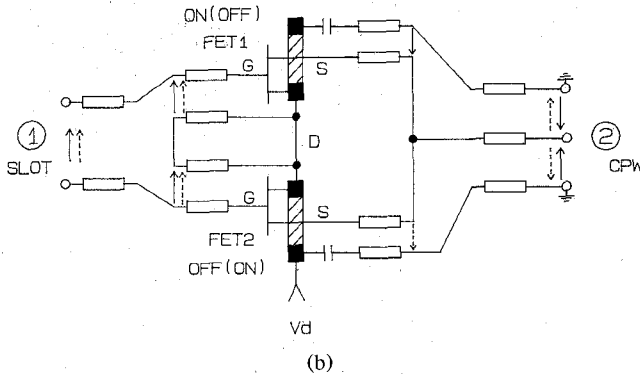 ON(OFF)
FET1
G
S
1
SLOT
D
2
CPW
G
S
FET2
OFF(ON)
Vd
(b)